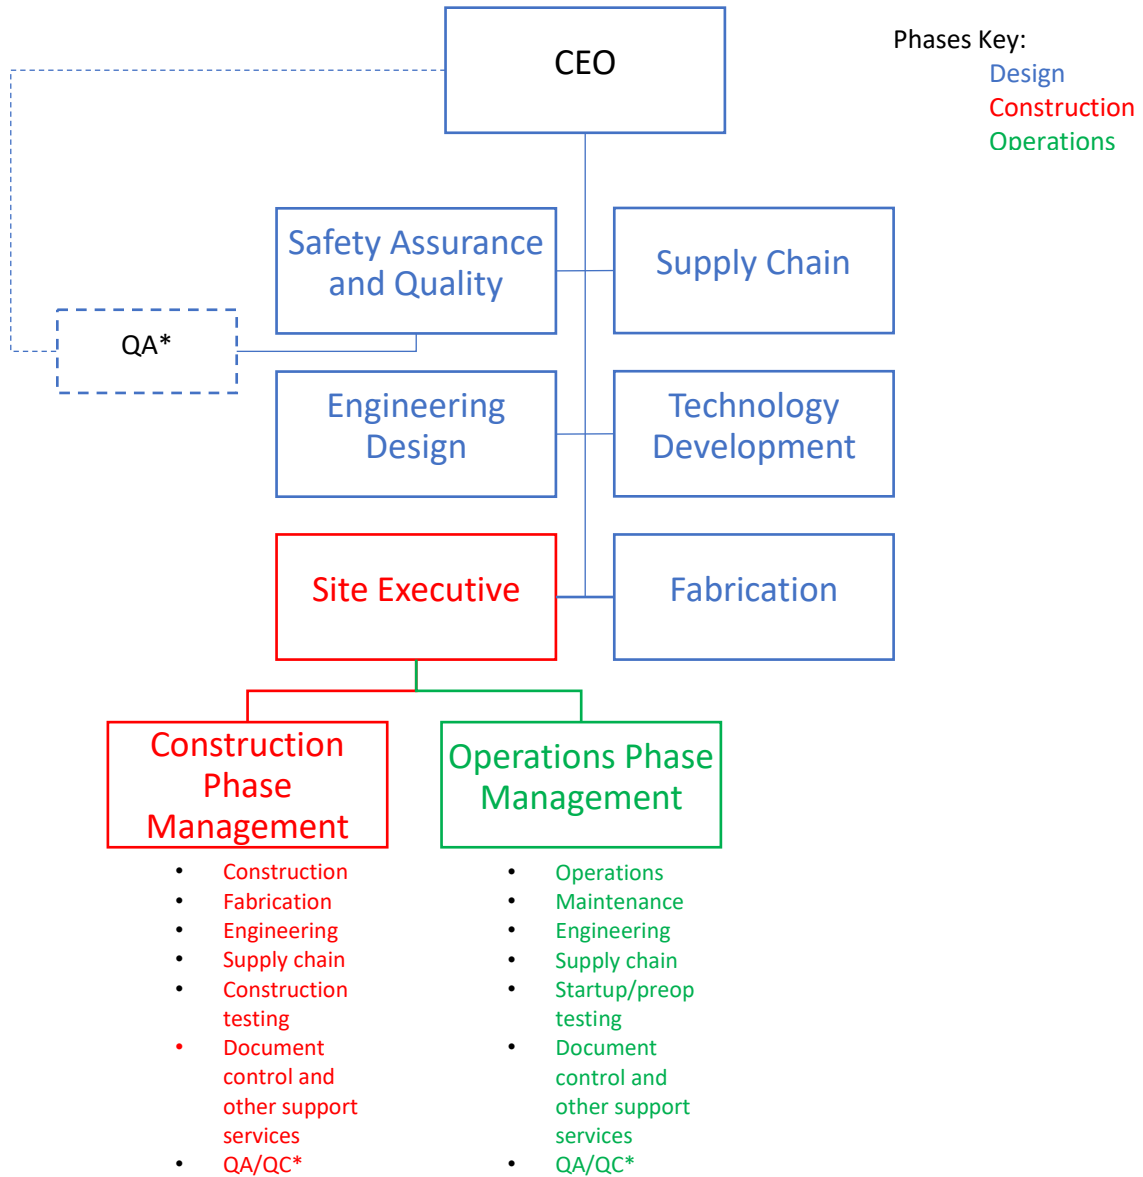 CEO
Phases Key:
Design
Construction
Operations
Safety Assurance
and Quality
Supply Chain
QA*
Engineering
Design
Technology
Development
Site Executive
Fabrication
Construction
Phase
Management
• Construction
• Fabrication
• Engineering
• Supply chain
• Construction
testing
• Document
control and
other support
services
• QA/QC*
Operations Phase
Management
• Operations
• Maintenance
• Engineering
• Supply chain
• Startup/preop
testing
• Document
control and
other support
services
• QA/QC*